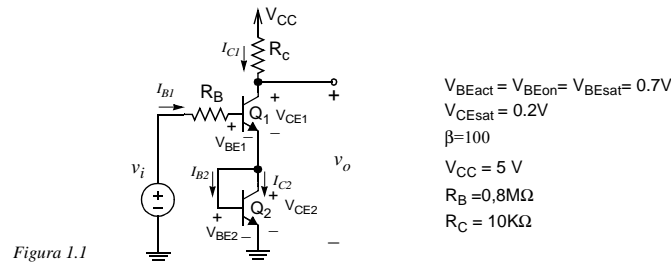 V_CC
I_C1
R_C
I_B1
R_B
+
+
Q_1
V_CE1
+
V_BE1 −
−
v_i
v_o
I_B2
I_C2
+
−
+
Q_2
V_CE2
+
V_BE2 −
−
−
V_BEact = V_BEon= V_BEsat= 0.7V
V_CEsat = 0.2V
β=100
V_CC = 5 V
R_B =0,8MΩ
R_C = 10KΩ
Figura 1.1